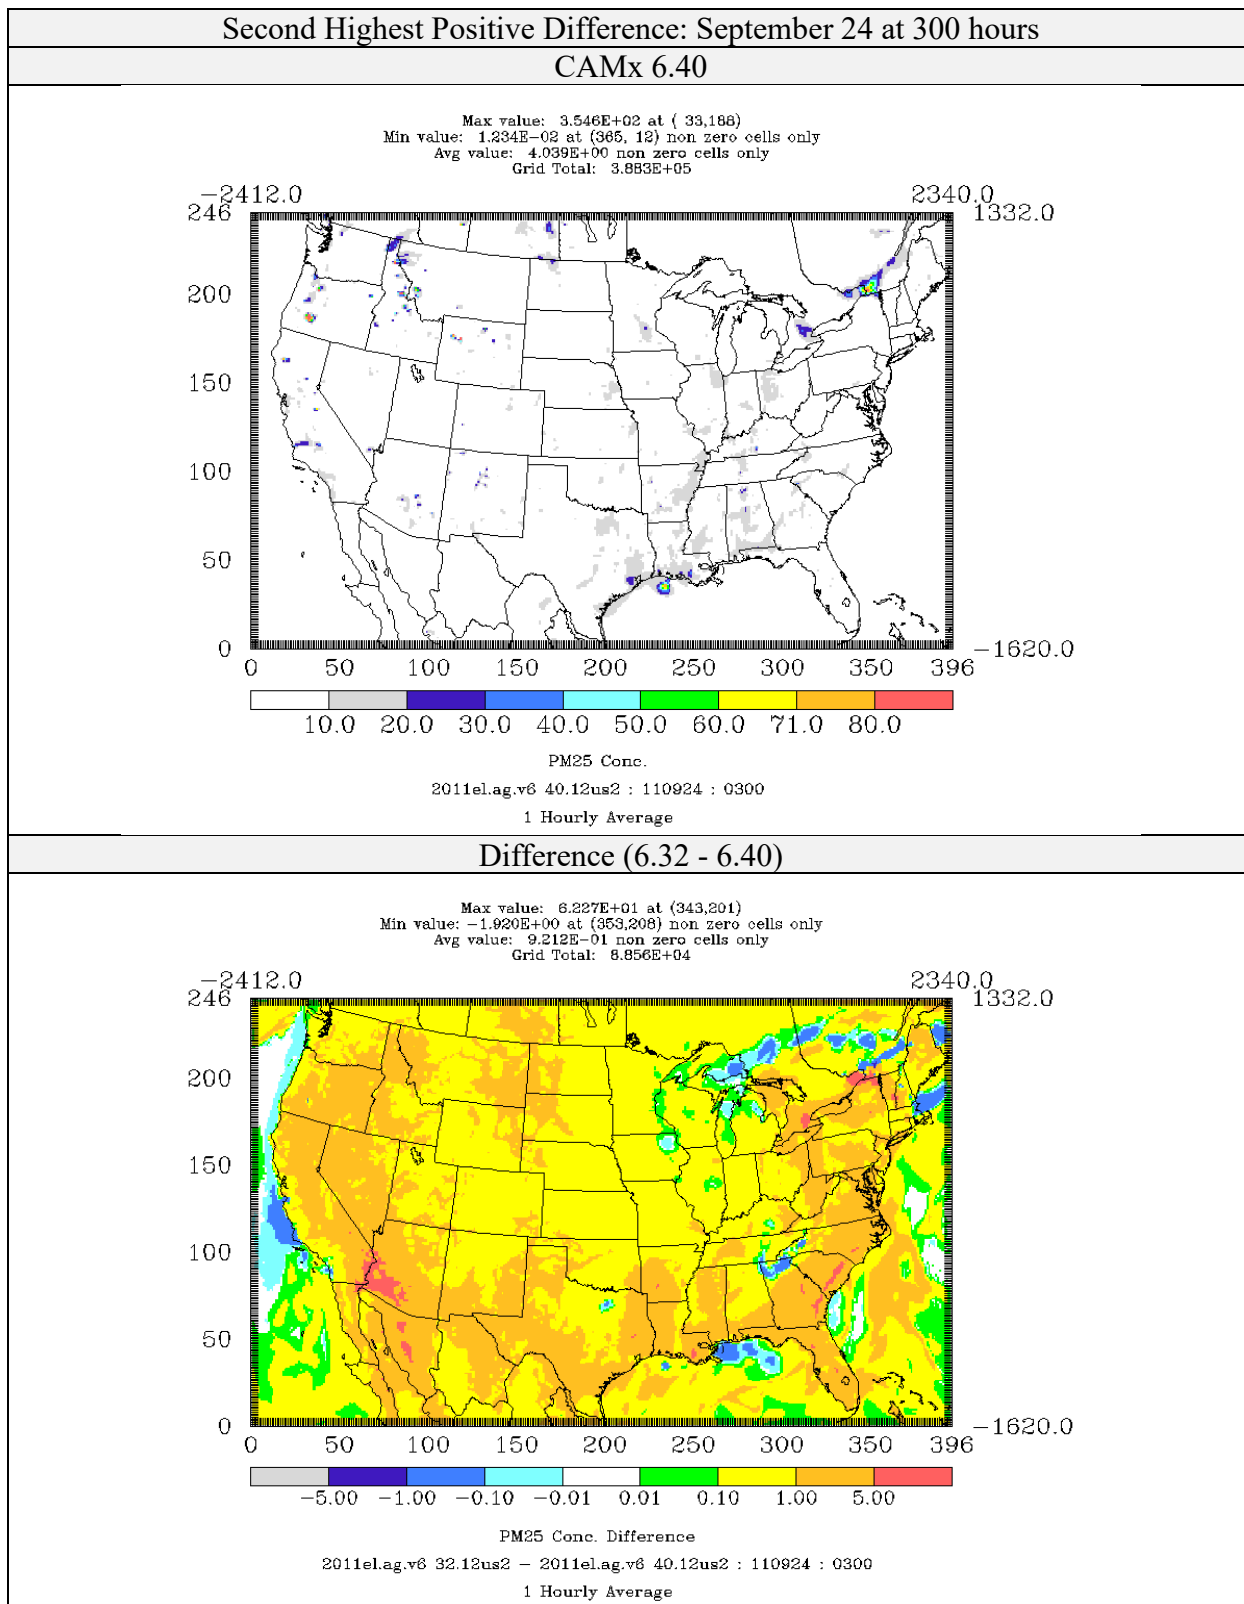 Second Highest Positive Difference: September 24 at 300 hours
CAMx 6.40
Max value: 3.546E+02 at ( 33,188)
Min value: 1.234E-02 at (365, 12) non zero cells only
Avg value: 4.039E+00 non zero cells only
Grid Total: 3.883E+05
-2412.0 2340.0
246 1332.0
200
150
100
50
0 -1620.0
0 50 100 150 200 250 300 350 396
10.0 20.0 30.0 40.0 50.0 60.0 71.0 80.0
PM25 Conc.
2011el.ag.v6 40.12us2 : 110924 : 0300
1 Hourly Average
Difference (6.32 - 6.40)
Max value: 6.227E+01 at (343,201)
Min value: -1.920E+00 at (353,208) non zero cells only
Avg value: 9.212E-01 non zero cells only
Grid Total: 8.856E+04
-2412.0 2340.0
246 1332.0
200
150
100
50
0 -1620.0
0 50 100 150 200 250 300 350 396
-5.00 -1.00 -0.10 -0.01 0.01 0.10 1.00 5.00
PM25 Conc. Difference
2011el.ag.v6 32.12us2 - 2011el.ag.v6 40.12us2 : 110924 : 0300
1 Hourly Average